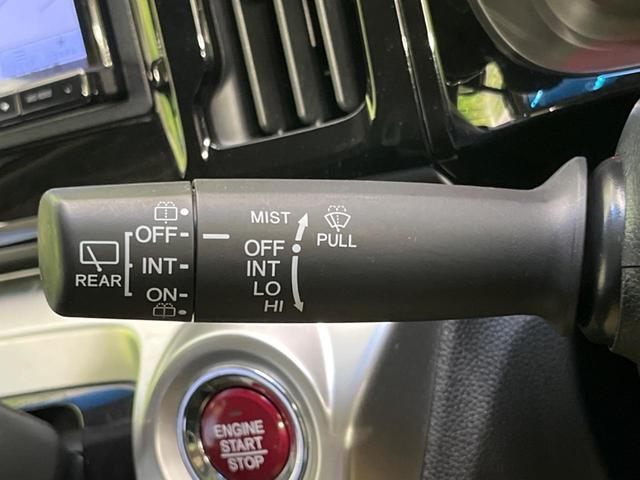 REAR
OFF
INT
ON
MIST
OFF
INT
LO
HI
PULL
ENGINE
START
STOP